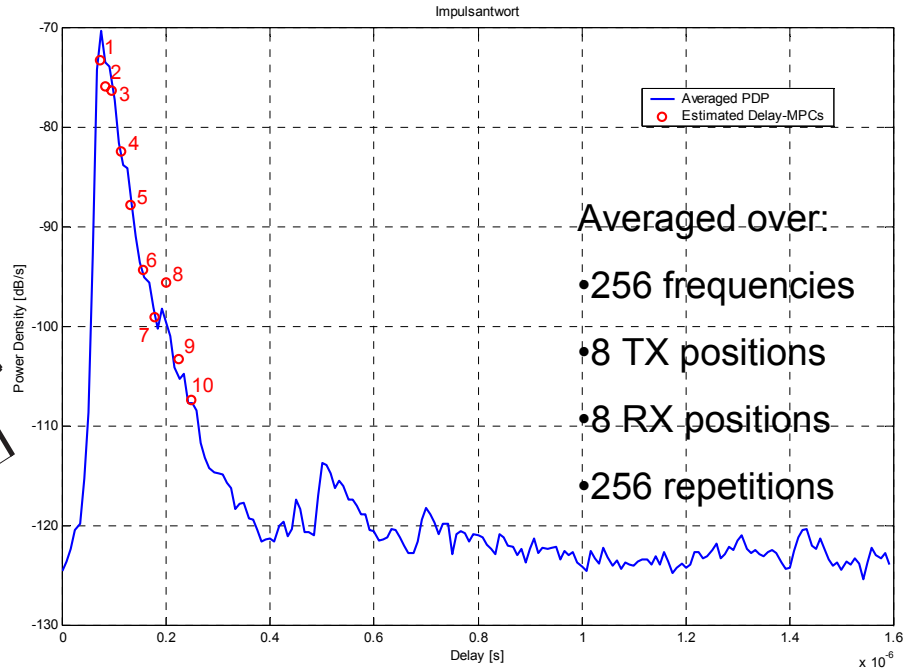 Impulsantwort
Power Density [dB/s]
-70
-80
-90
-100
-110
-120
-130
1
2
3
4
5
6
7
8
9
10
Averaged PDP
Estimated Delay-MPCs
Averaged over:
•256 frequencies
•8 TX positions
•8 RX positions
•256 repetitions
0 0.2 0.4 0.6 0.8 1 1.2 1.4 1.6
Delay [s]
x 10⁻⁶